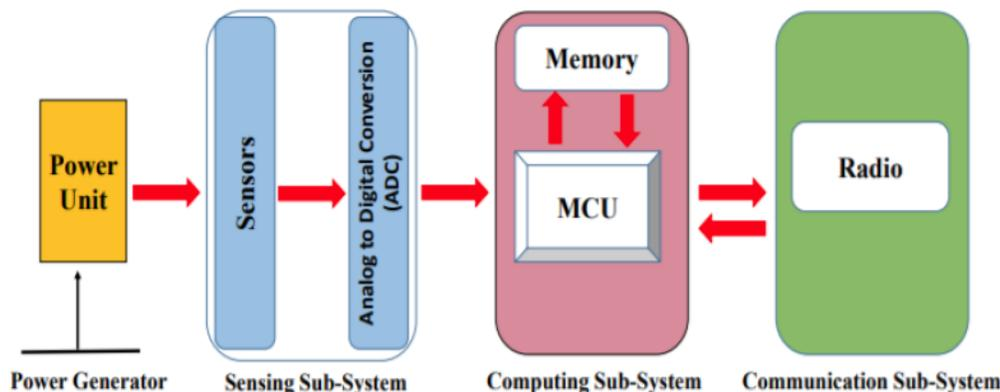 Power
Unit
Sensors
Analog to Digital Conversion
(ADC)
Memory
MCU
Radio
Power Generator
Sensing Sub-System
Computing Sub-System
Communication Sub-System